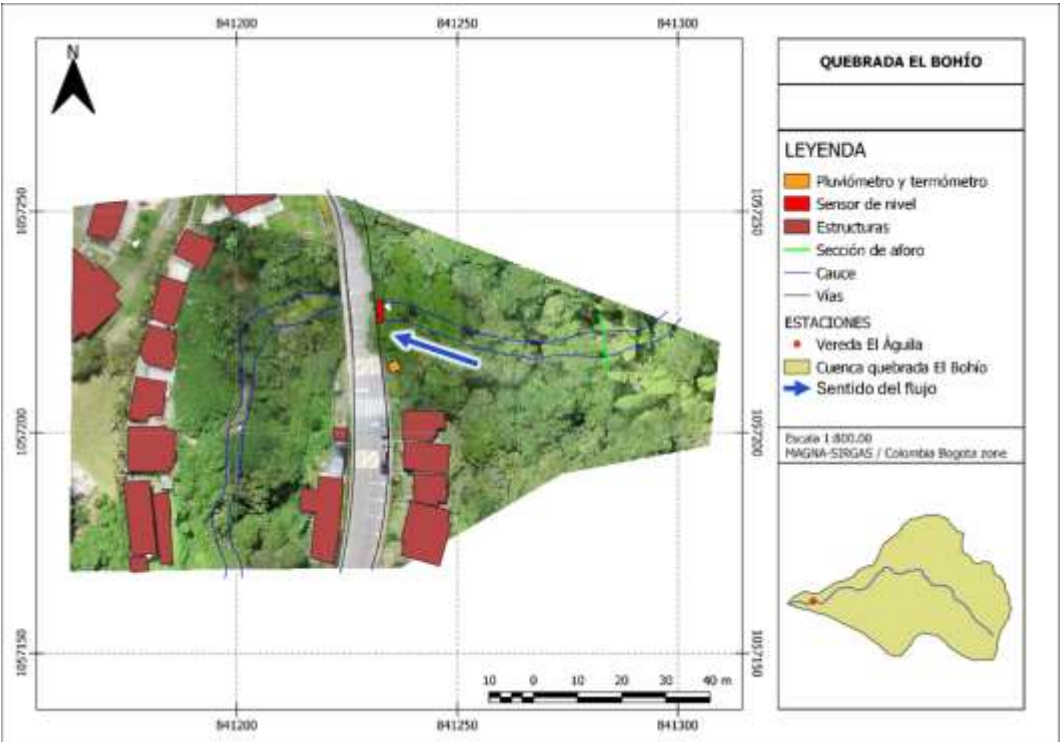 841200 841250 841300
N
1057250 1057250
1057200 1057200
1057150 1057150
10 0 10 20 30 40 m
841200 841250 841300
QUEBRADA EL BOHÍO
LEYENDA
Pluviómetro y termómetro
Sensor de nivel
Estructuras
Sección de aforo
Cauce
Vías
ESTACIONES
Vereda El Águila
Cuenca quebrada El Bohío
Sentido del flujo
Escala 1:800.00
MAGNA-SIRGAS / Colombia Bogota zone